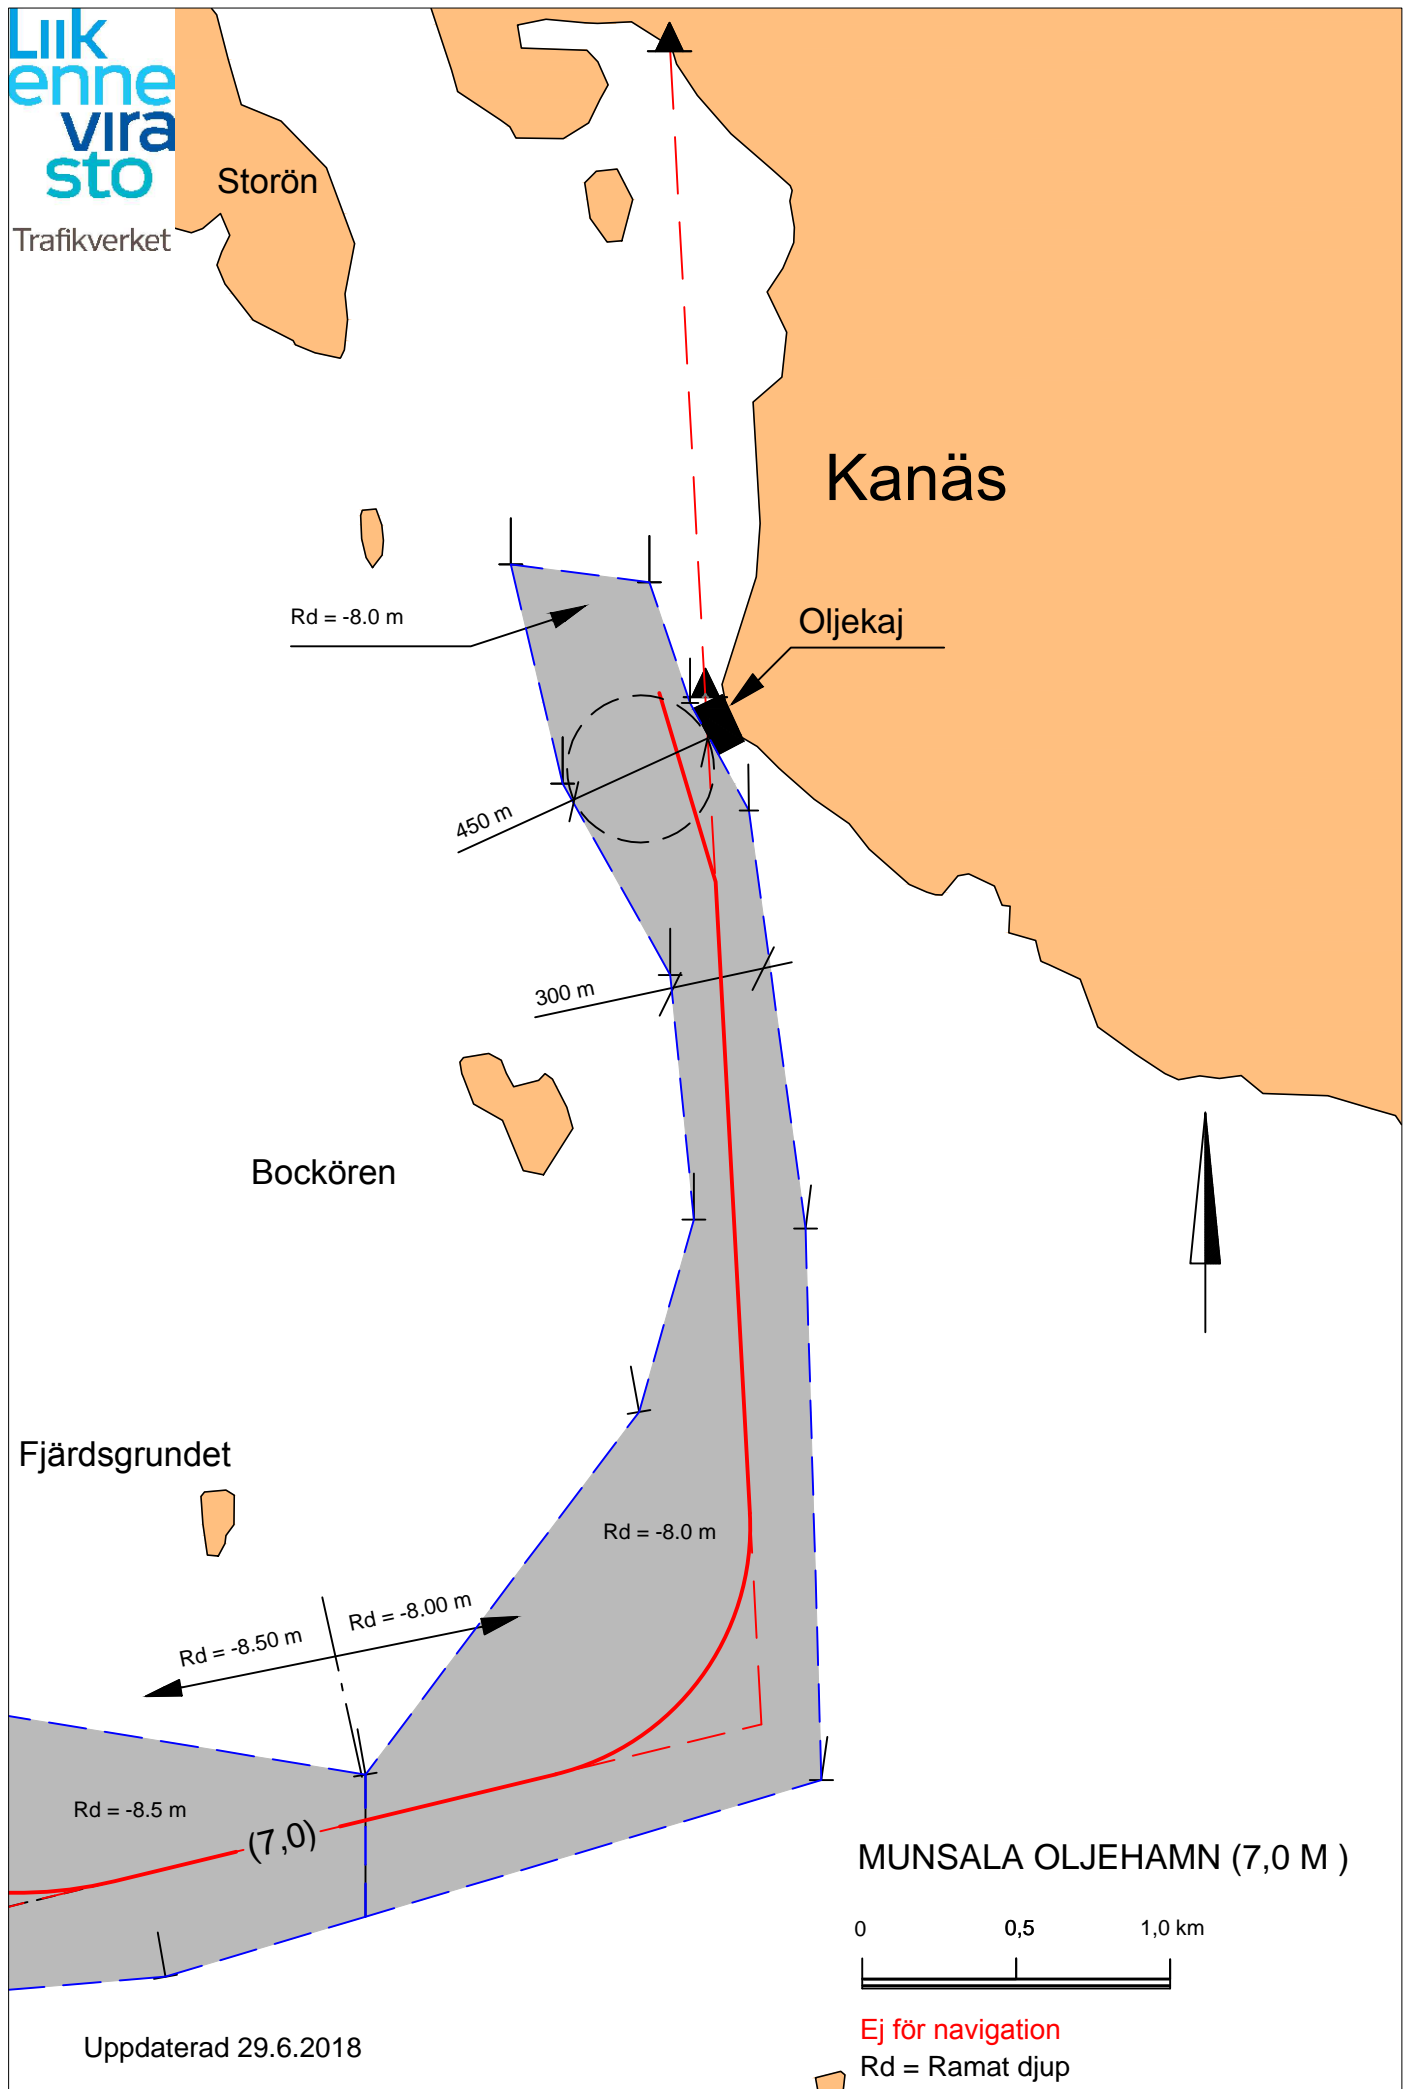 Liik
enne
vira
sto
Trafikverket
Storön
Kanäs
Rd = -8.0 m
Oljekaj
450 m
300 m
Bockören
Fjärdsgrundet
Rd = -8.0 m
Rd = -8.50 m
Rd = -8.00 m
Rd = -8.5 m
(7,0)
MUNSALA OLJEHAMN (7,0 M )
0 0,5 1,0 km
Ej för navigation
Rd = Ramat djup
Uppdaterad 29.6.2018